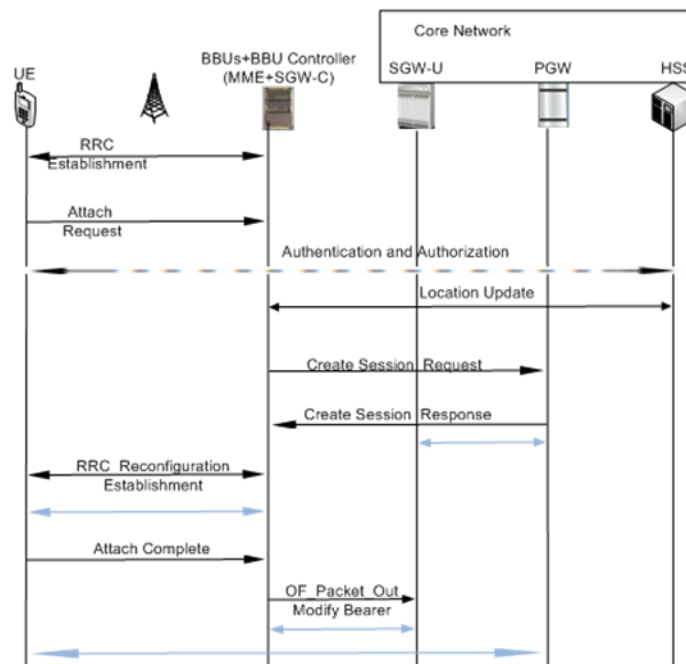 Core Network
BBUs+BBU Controller
(MME+SGW-C)
UE
SGW-U
PGW
HSS
RRC
Establishment
Attach
Request
Authentication and Authorization
Location Update
Create Session Request
Create Session Response
RRC Reconfiguration
Establishment
Attach Complete
OF_Packet_Out
Modify Bearer